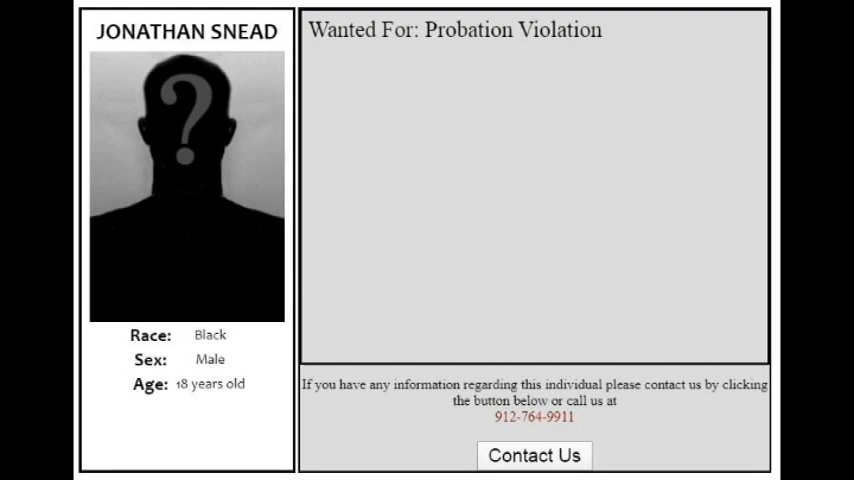 JONATHAN SNEAD
?
Race: Black
Sex: Male
Age: 18 years old
Wanted For: Probation Violation
If you have any information regarding this individual please contact us by clicking
the button below or call us at
912-764-9911
Contact Us